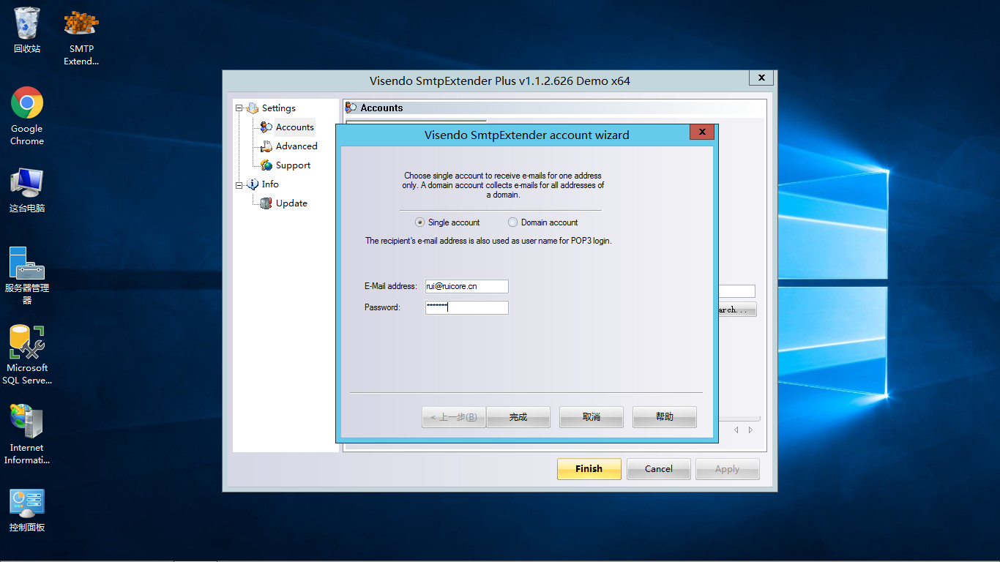 回收站
SMTP
Extend...
Google
Chrome
这台电脑
服务器管理
器
Microsoft
SQL Serve...
Internet
Informati...
控制面板
Visendo SmtpExtender Plus v1.1.2.626 Demo x64
Settings
Accounts
Advanced
Support
Info
Update
Accounts
Visendo SmtpExtender account wizard
Choose single account to receive e-mails for one address
only. A domain account collects e-mails for all addresses of
a domain.
Single account
Domain account
The recipient's e-mail address is also used as user name for POP3 login.
E-Mail address:
rui@ruicore.cn
Password:
*******
arch...
< 上一步(B)
完成
取消
帮助
Finish
Cancel
Apply